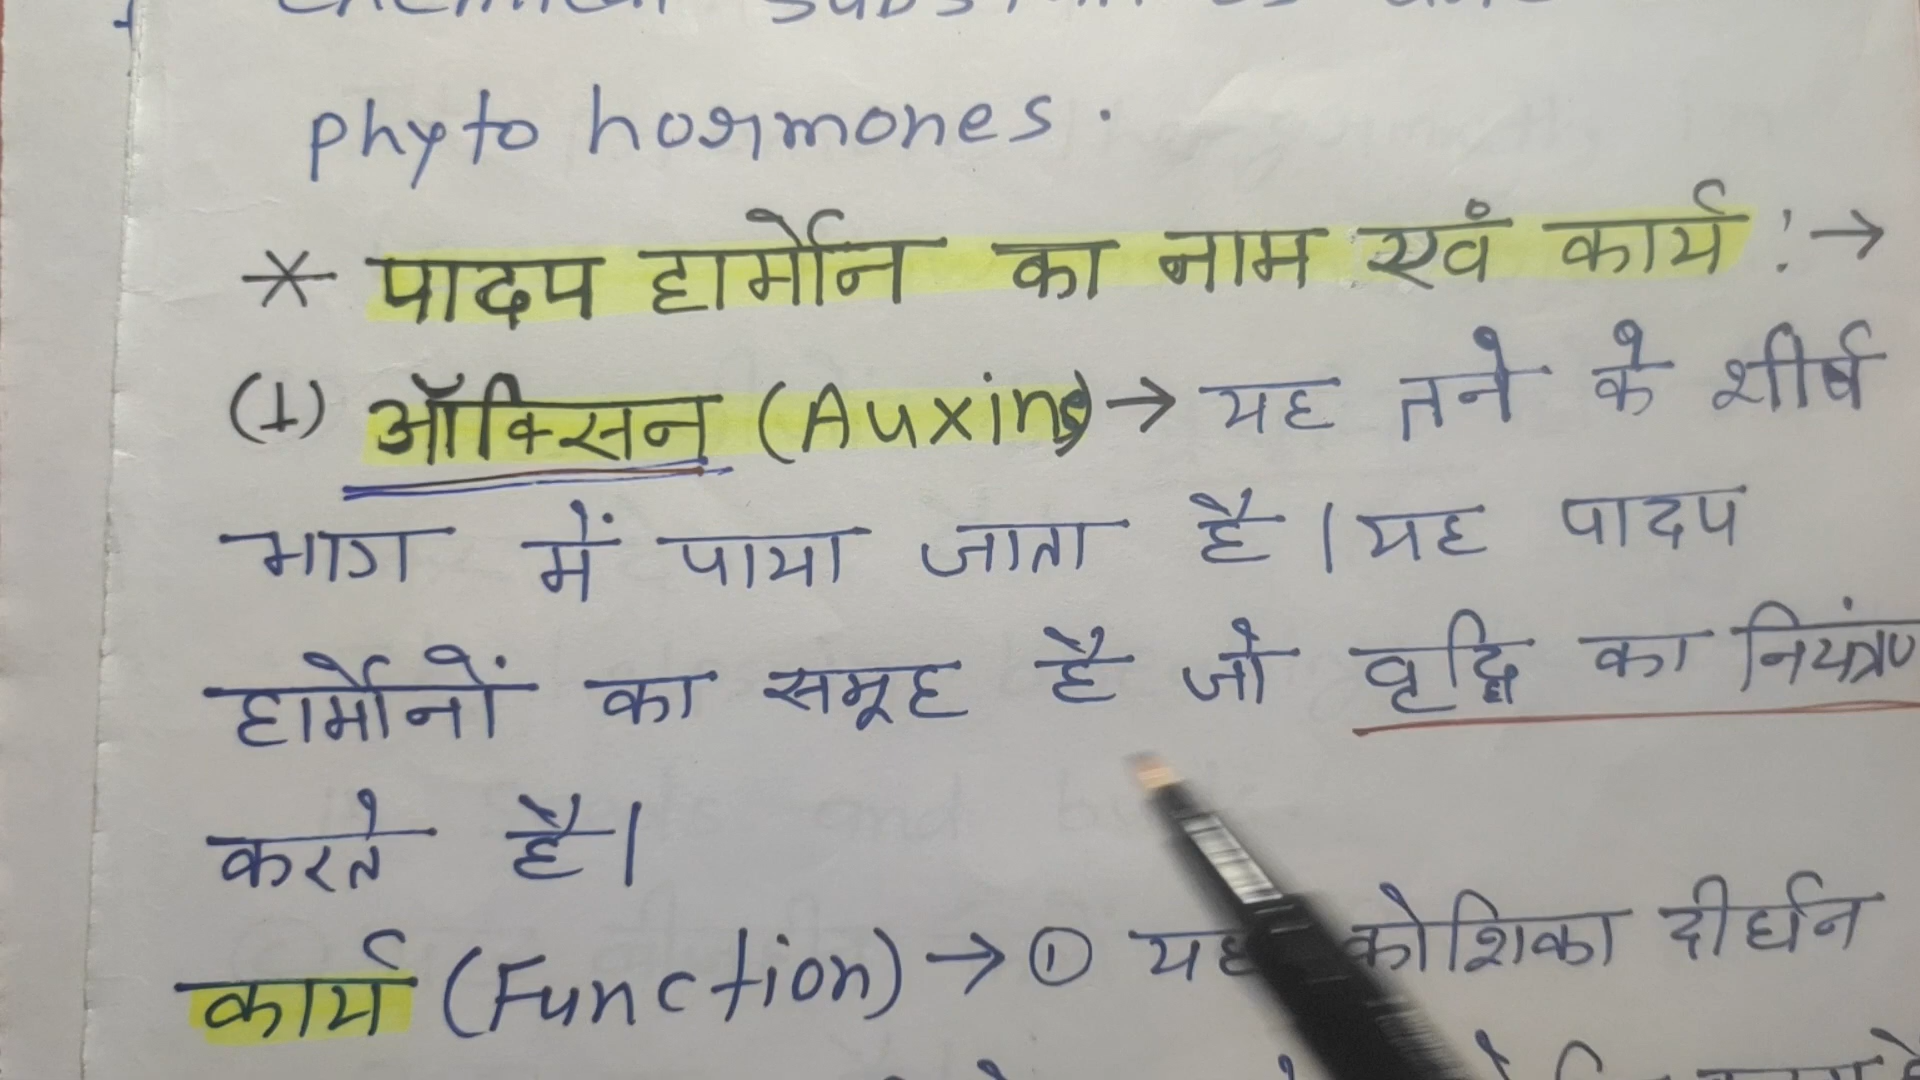 phyto hormones.
* पादप हार्मोन का नाम एवं कार्य :→
(1) ऑक्सिन (Auxins) → यह तने के शीर्ष
भाग में पाया जाता है। यह पादप
हार्मोनों का समूह है जो वृद्धि का नियंत्रण
करते है।
कार्य (Function) → ① यह कोशिका दीर्घन